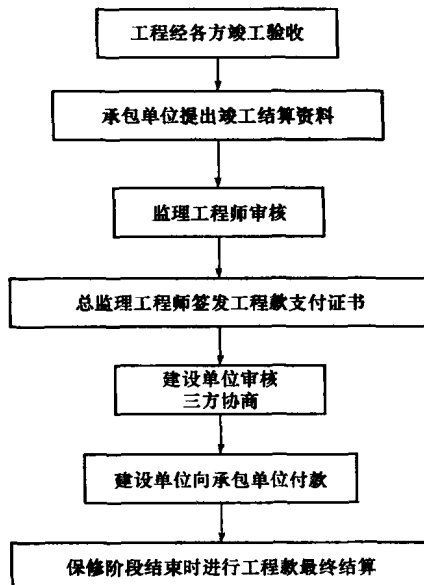 工程经各方竣工验收
承包单位提出竣工结算资料
监理工程师审核
总监理工程师签发工程款支付证书
建设单位审核
三方协商
建设单位向承包单位付款
保修阶段结束时进行工程款最终结算